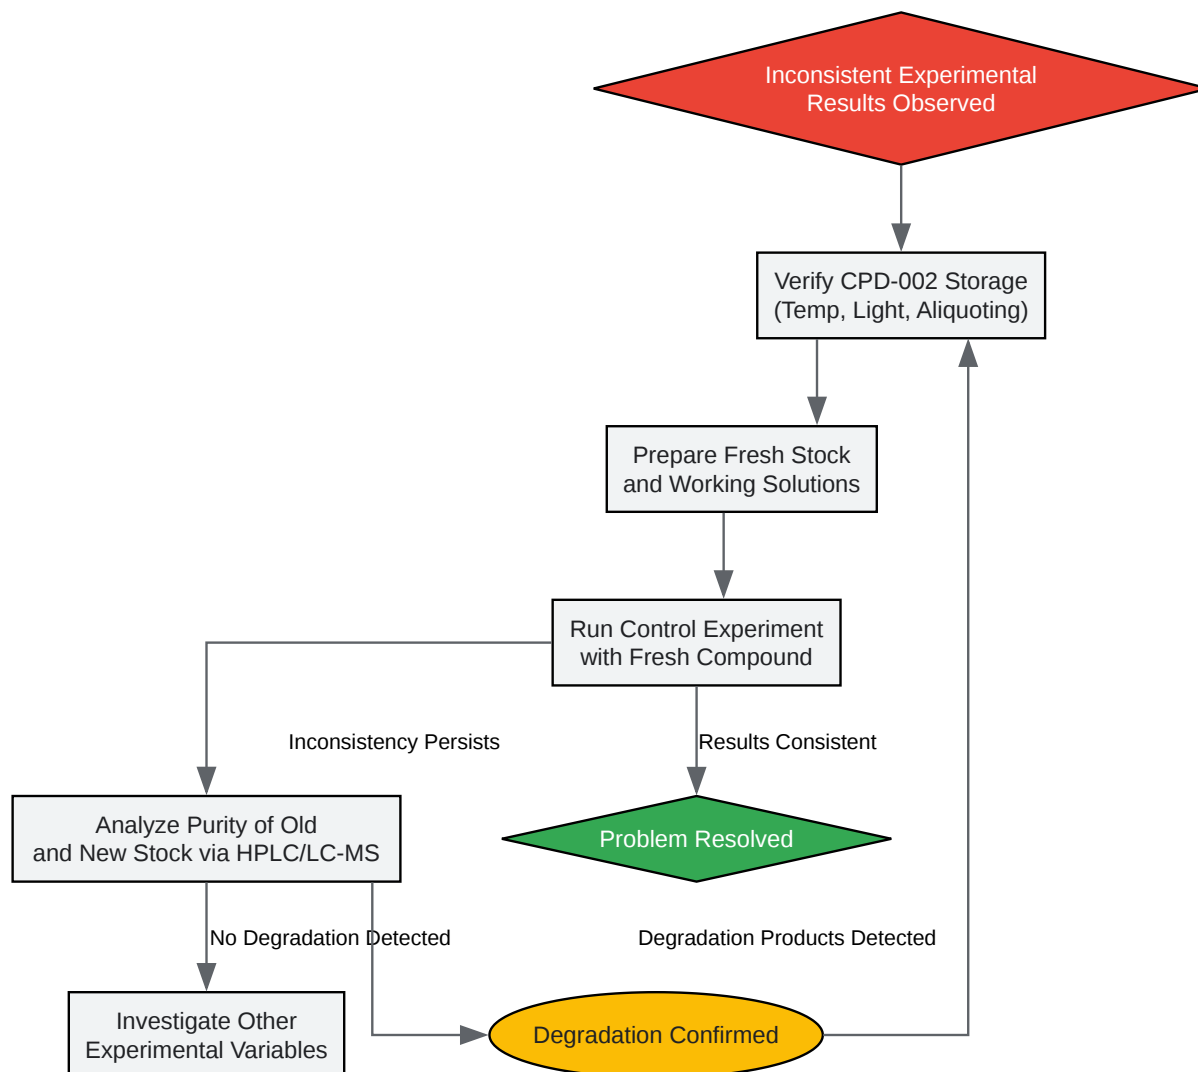 Inconsistent Experimental
Results Observed
Verify CPD-002 Storage
(Temp, Light, Aliquoting)
Prepare Fresh Stock
and Working Solutions
Run Control Experiment
with Fresh Compound
Inconsistency Persists
Results Consistent
Analyze Purity of Old
and New Stock via HPLC/LC-MS
Problem Resolved
No Degradation Detected
Degradation Products Detected
Investigate Other
Experimental Variables
Degradation Confirmed